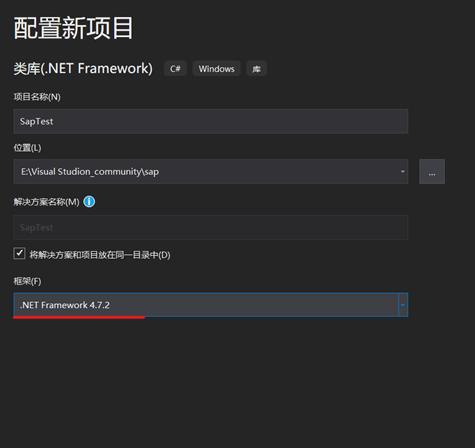 配置新项目
类库(.NET Framework) C# Windows 库
项目名称(N)
SapTest
位置(L)
E:\Visual Studion_community\sap ...
解决方案名称(M)
SapTest
将解决方案和项目放在同一目录中(D)
框架(F)
.NET Framework 4.7.2